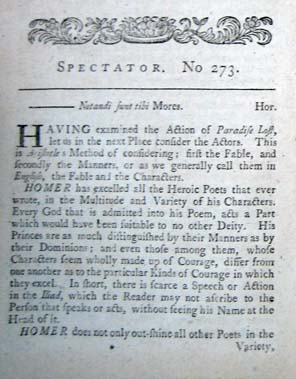 SPECTATOR. No 273.
Notandi sunt tibi Mores. Hor.
HAVING examined the Action of Paradise Lost,
let us in the next Place consider the Actors. This
is Aristotle's Method of considering; first the Fable, and
secondly the Manners, or as we generally call them in
English, the Fable and the Characters.
HOMER has excelled all the Heroic Poets that ever
wrote, in the Multitude and Variety of his Characters.
Every God that is admitted into his Poem, acts a Part
which would have been suitable to no other Deity. His
Princes are as much distinguished by their Manners as by
their Dominions; and even those among them, whose
Characters seem wholly made up of Courage, differ from
one another as to the particular Kinds of Courage in which
they excel. In short, there is scarce a Speech or Action
in the Iliad, which the Reader may not ascribe to the
Person that speaks or acts, without seeing his Name at the
Head of it.
HOMER does not only out-shine all other Poets in the
Variety,